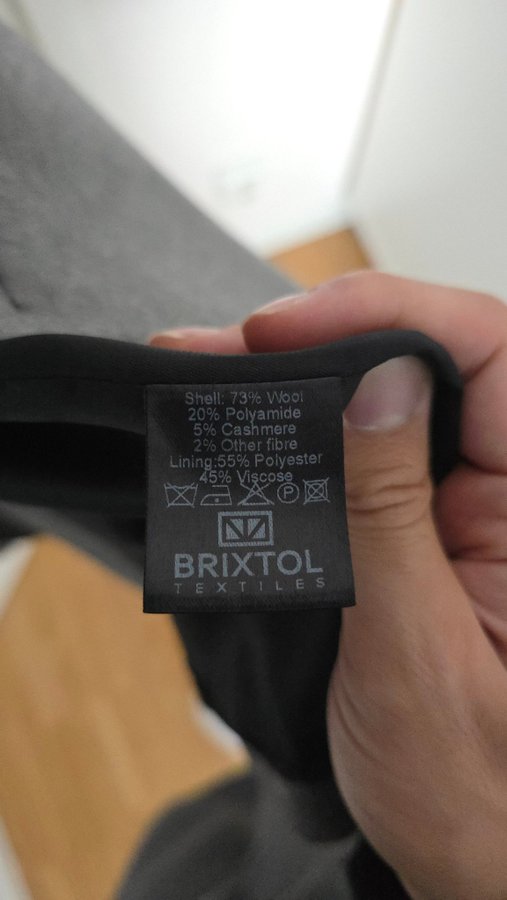 Shell: 73% Wool
20% Polyamide
5% Cashmere
2% Other fibre
Lining:55% Polyester
45% Viscose
P
BRIXTOL
TEXTILES